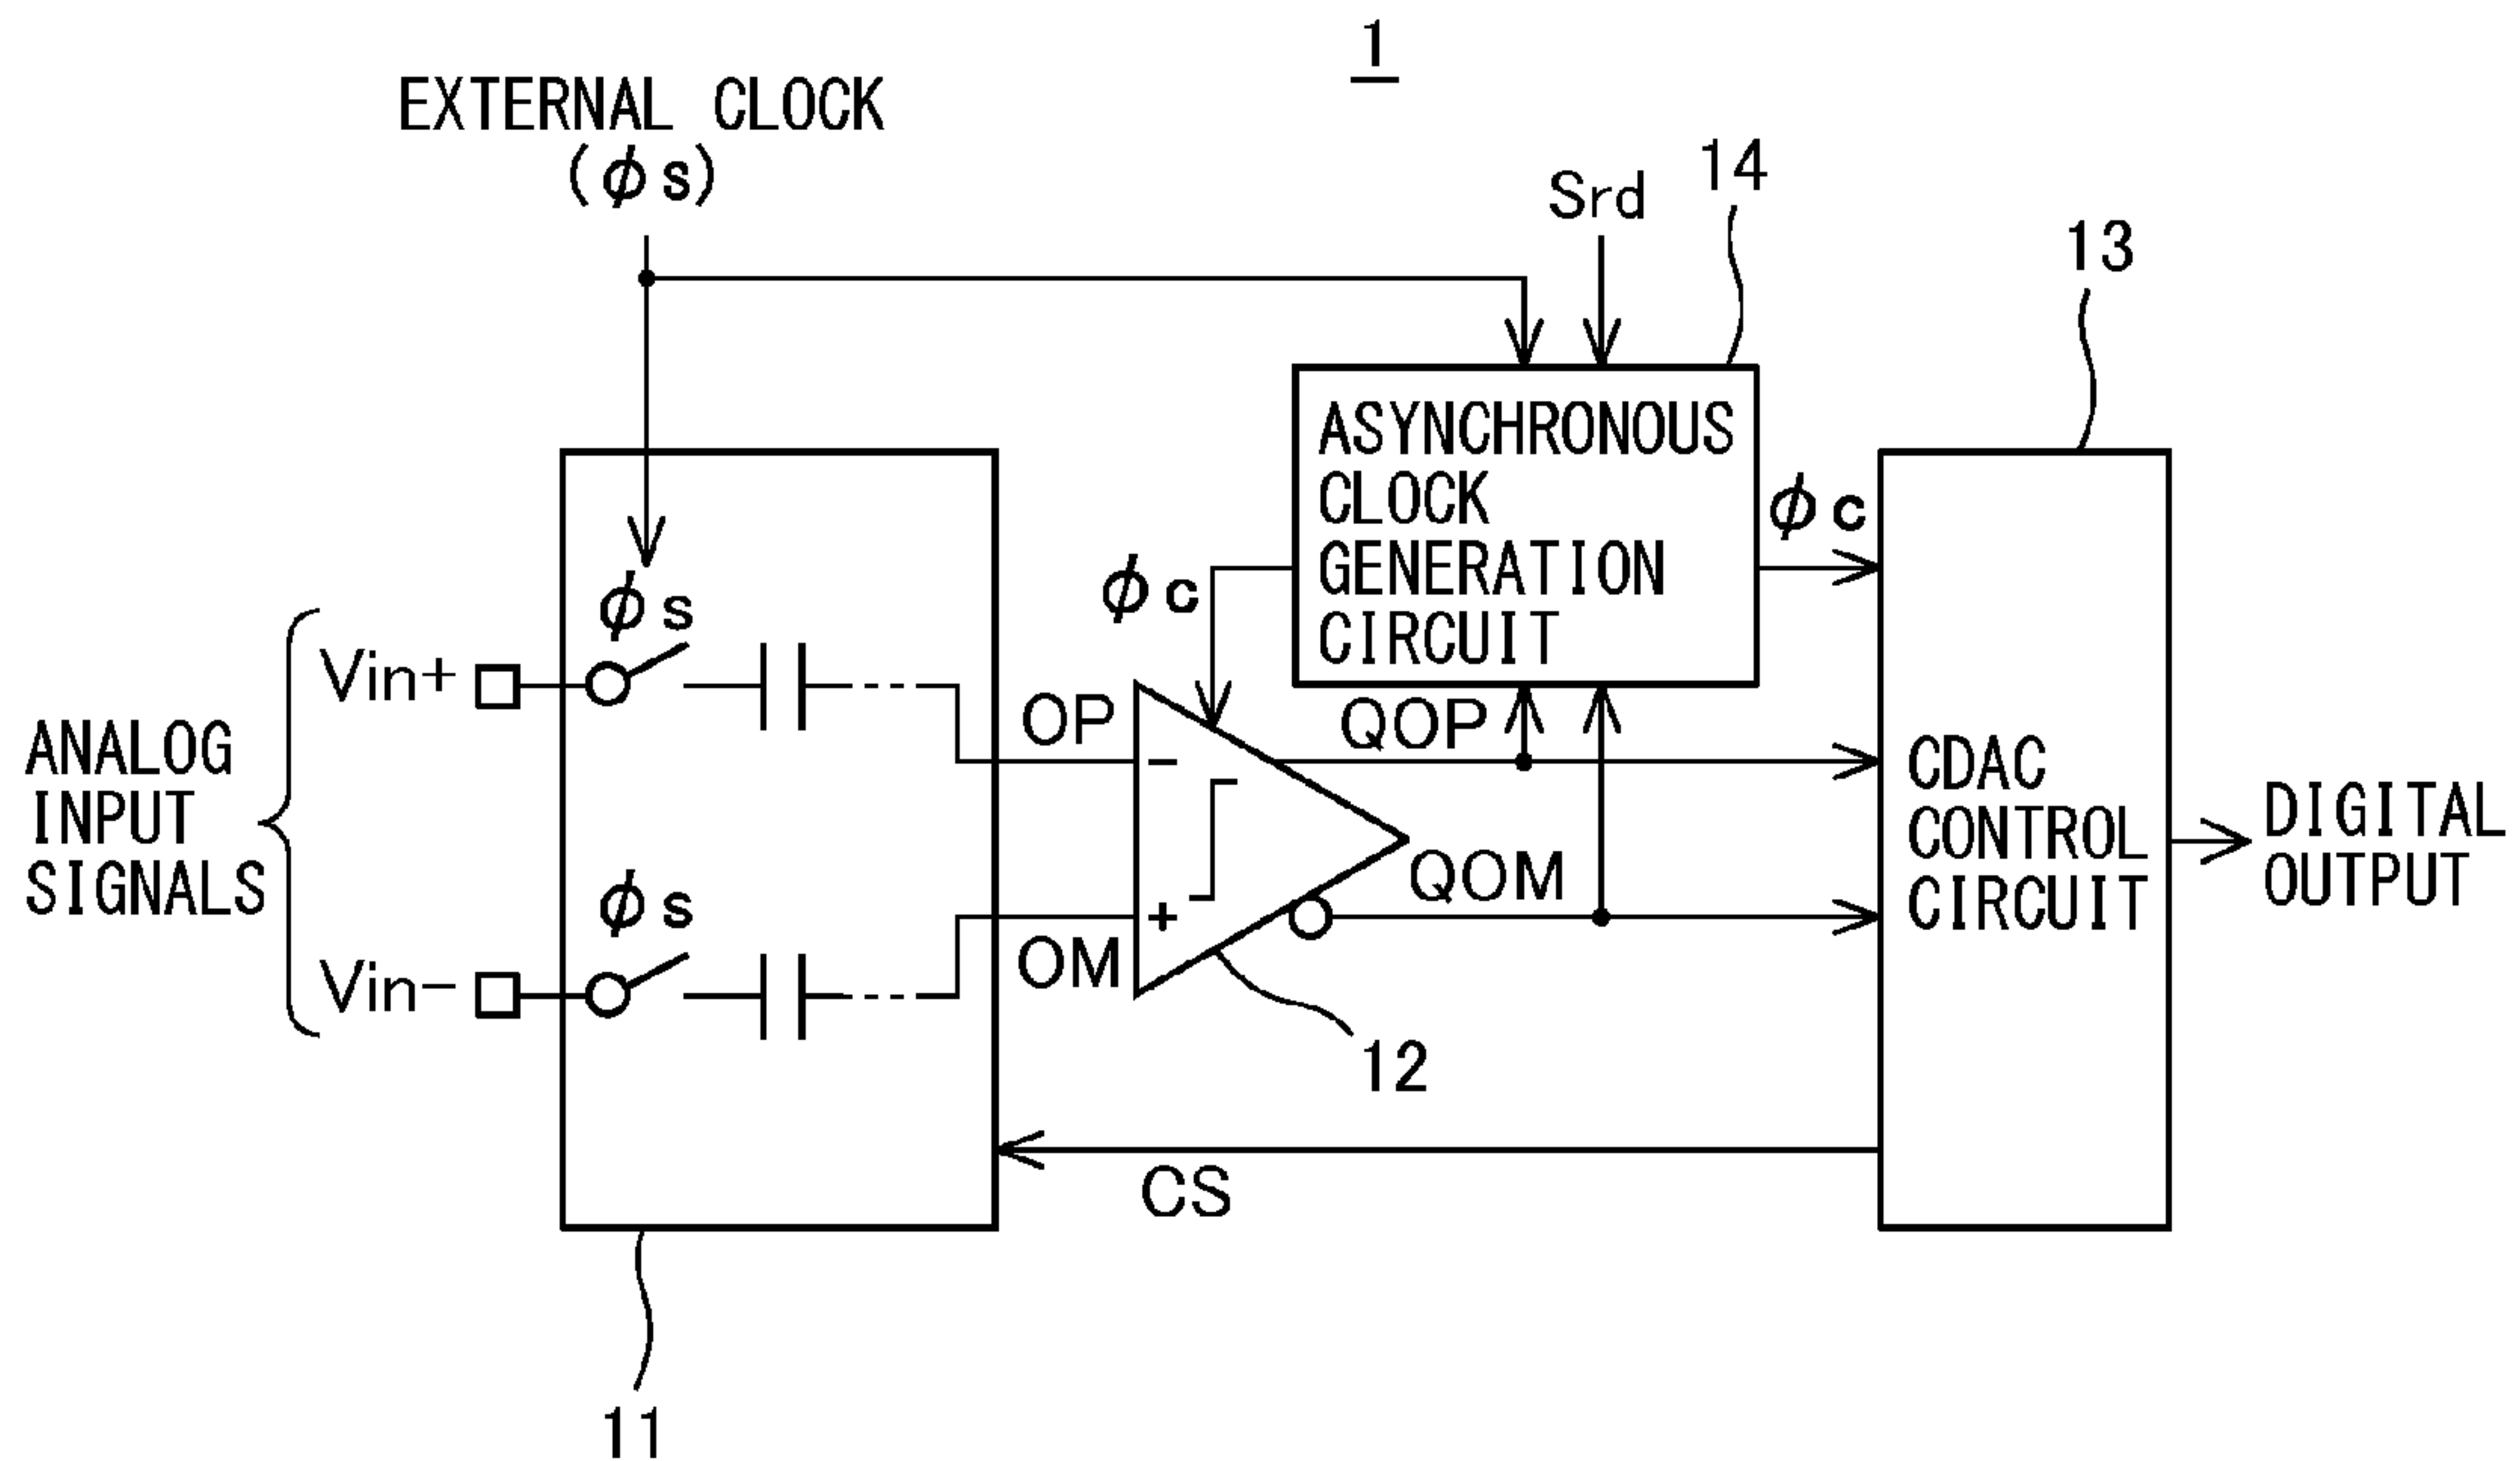 1
EXTERNAL CLOCK
(ϕs)
Srd
14
13
ASYNCHRONOUS
CLOCK
GENERATION
CIRCUIT
ϕc
ϕc
ϕs
Vin+
OP
−
QOP
ANALOG
INPUT
SIGNALS
CDAC
CONTROL
CIRCUIT
DIGITAL
OUTPUT
QOM
ϕs
+
OM
Vin−
12
CS
11